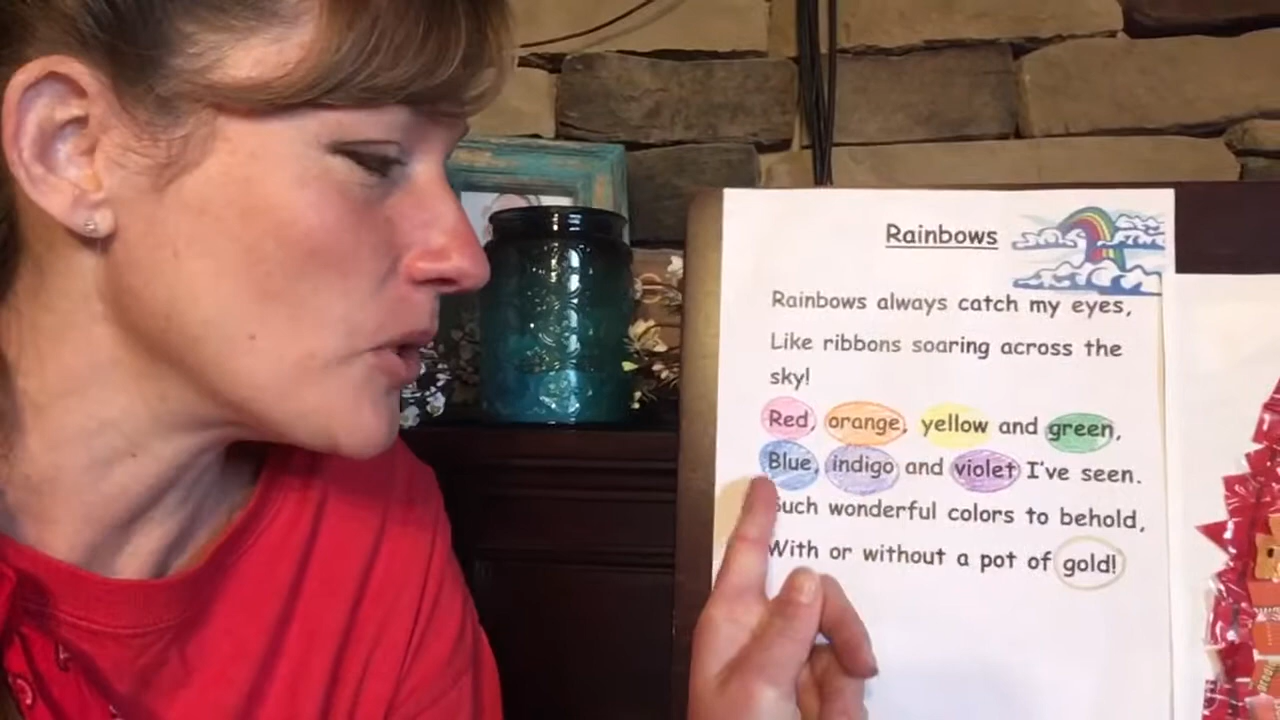 Rainbows
Rainbows always catch my eyes,
Like ribbons soaring across the
sky!
Red, orange, yellow and green,
Blue, indigo and violet I've seen.
Such wonderful colors to behold,
With or without a pot of gold!